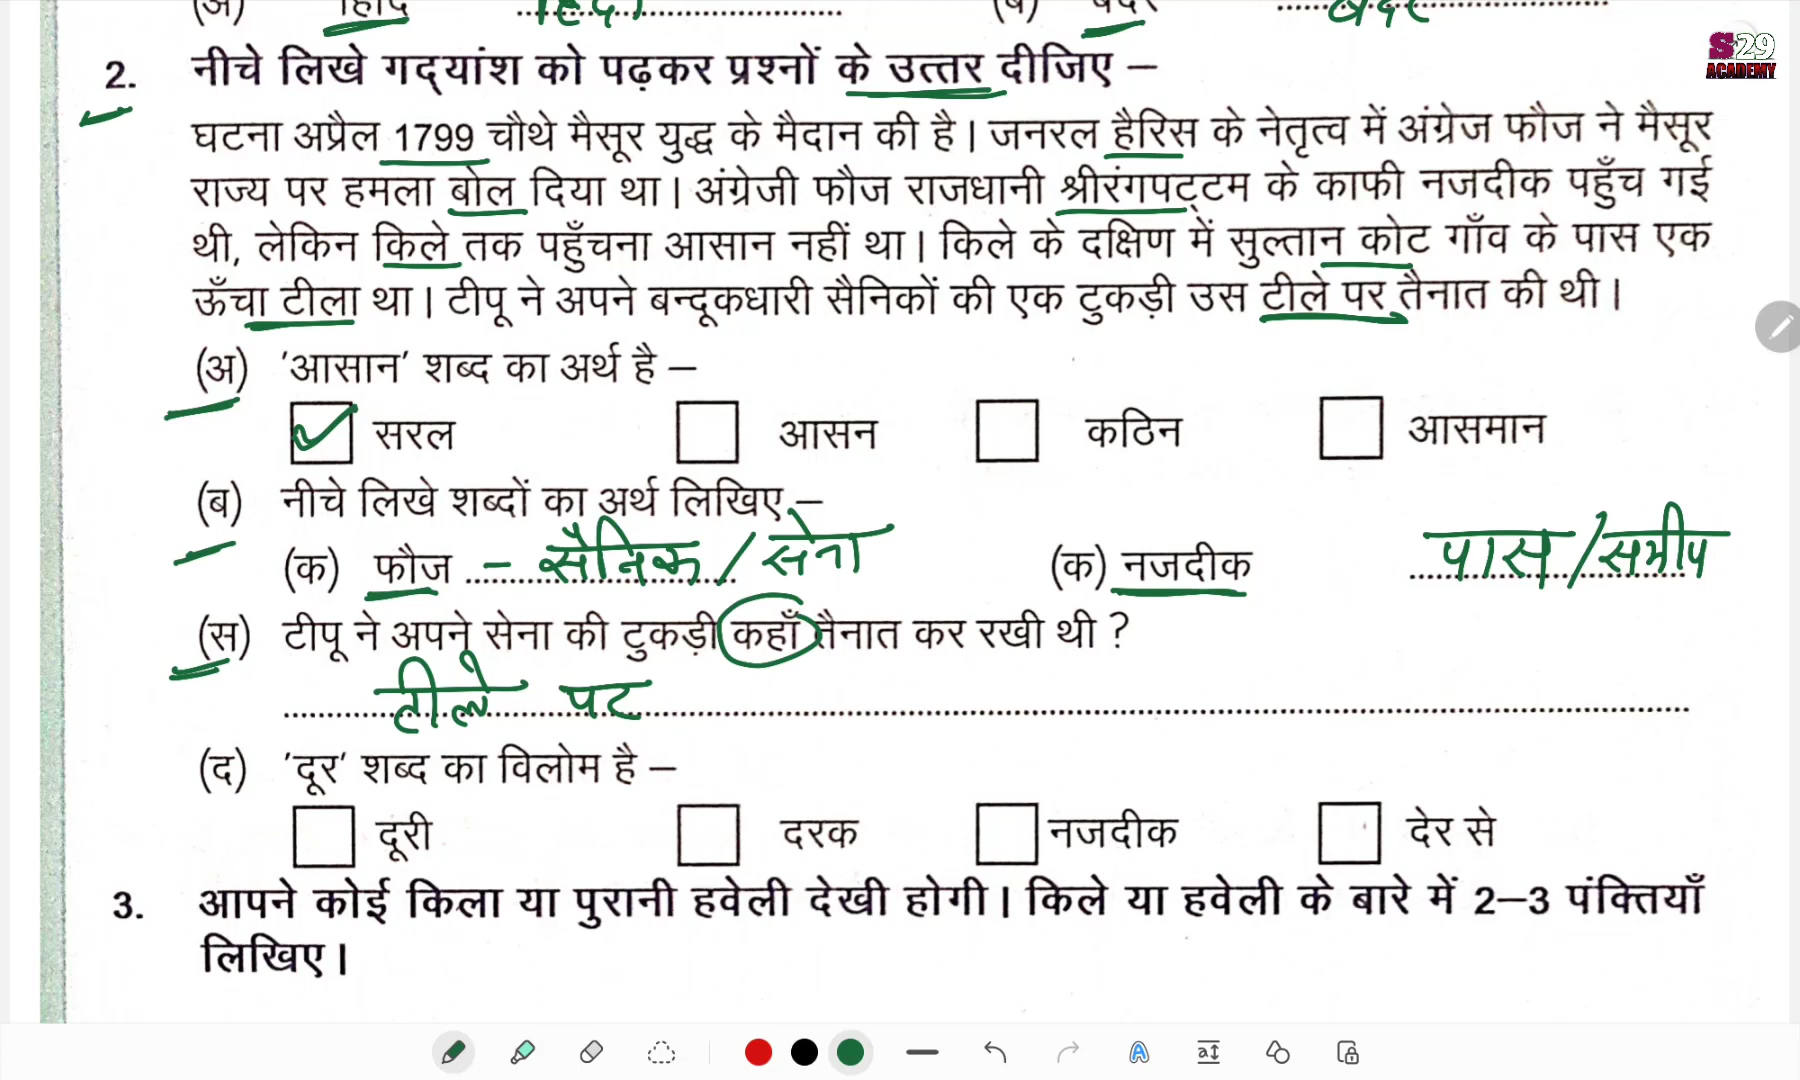 (अ) हिंदि हिंदी (ब) बंदर
S29
ACADEMY
2. नीचे लिखे गद्यांश को पढ़कर प्रश्नों के उत्तर दीजिए –
घटना अप्रैल 1799 चौथे मैसूर युद्ध के मैदान की है। जनरल हैरिस के नेतृत्व में अंग्रेज फौज ने मैसूर
राज्य पर हमला बोल दिया था। अंग्रेजी फौज राजधानी श्रीरंगपट्टम के काफी नजदीक पहुँच गई
थी, लेकिन किले तक पहुँचना आसान नहीं था। किले के दक्षिण में सुल्तान कोट गाँव के पास एक
ऊँचा टीला था। टीपू ने अपने बन्दूकधारी सैनिकों की एक टुकड़ी उस टीले पर तैनात की थी।
(अ) 'आसान' शब्द का अर्थ है –
सरल आसन कठिन आसमान
(ब) नीचे लिखे शब्दों का अर्थ लिखिए –
(क) फौज – सैनिक / सेना (क) नजदीक पास / समीप
(स) टीपू ने अपने सेना की टुकड़ी कहाँ तैनात कर रखी थी ?
टीले पर
(द) 'दूर' शब्द का विलोम है –
दूरी दरक नजदीक देर से
3. आपने कोई किला या पुरानी हवेली देखी होगी। किले या हवेली के बारे में 2–3 पंक्तियाँ
लिखिए।